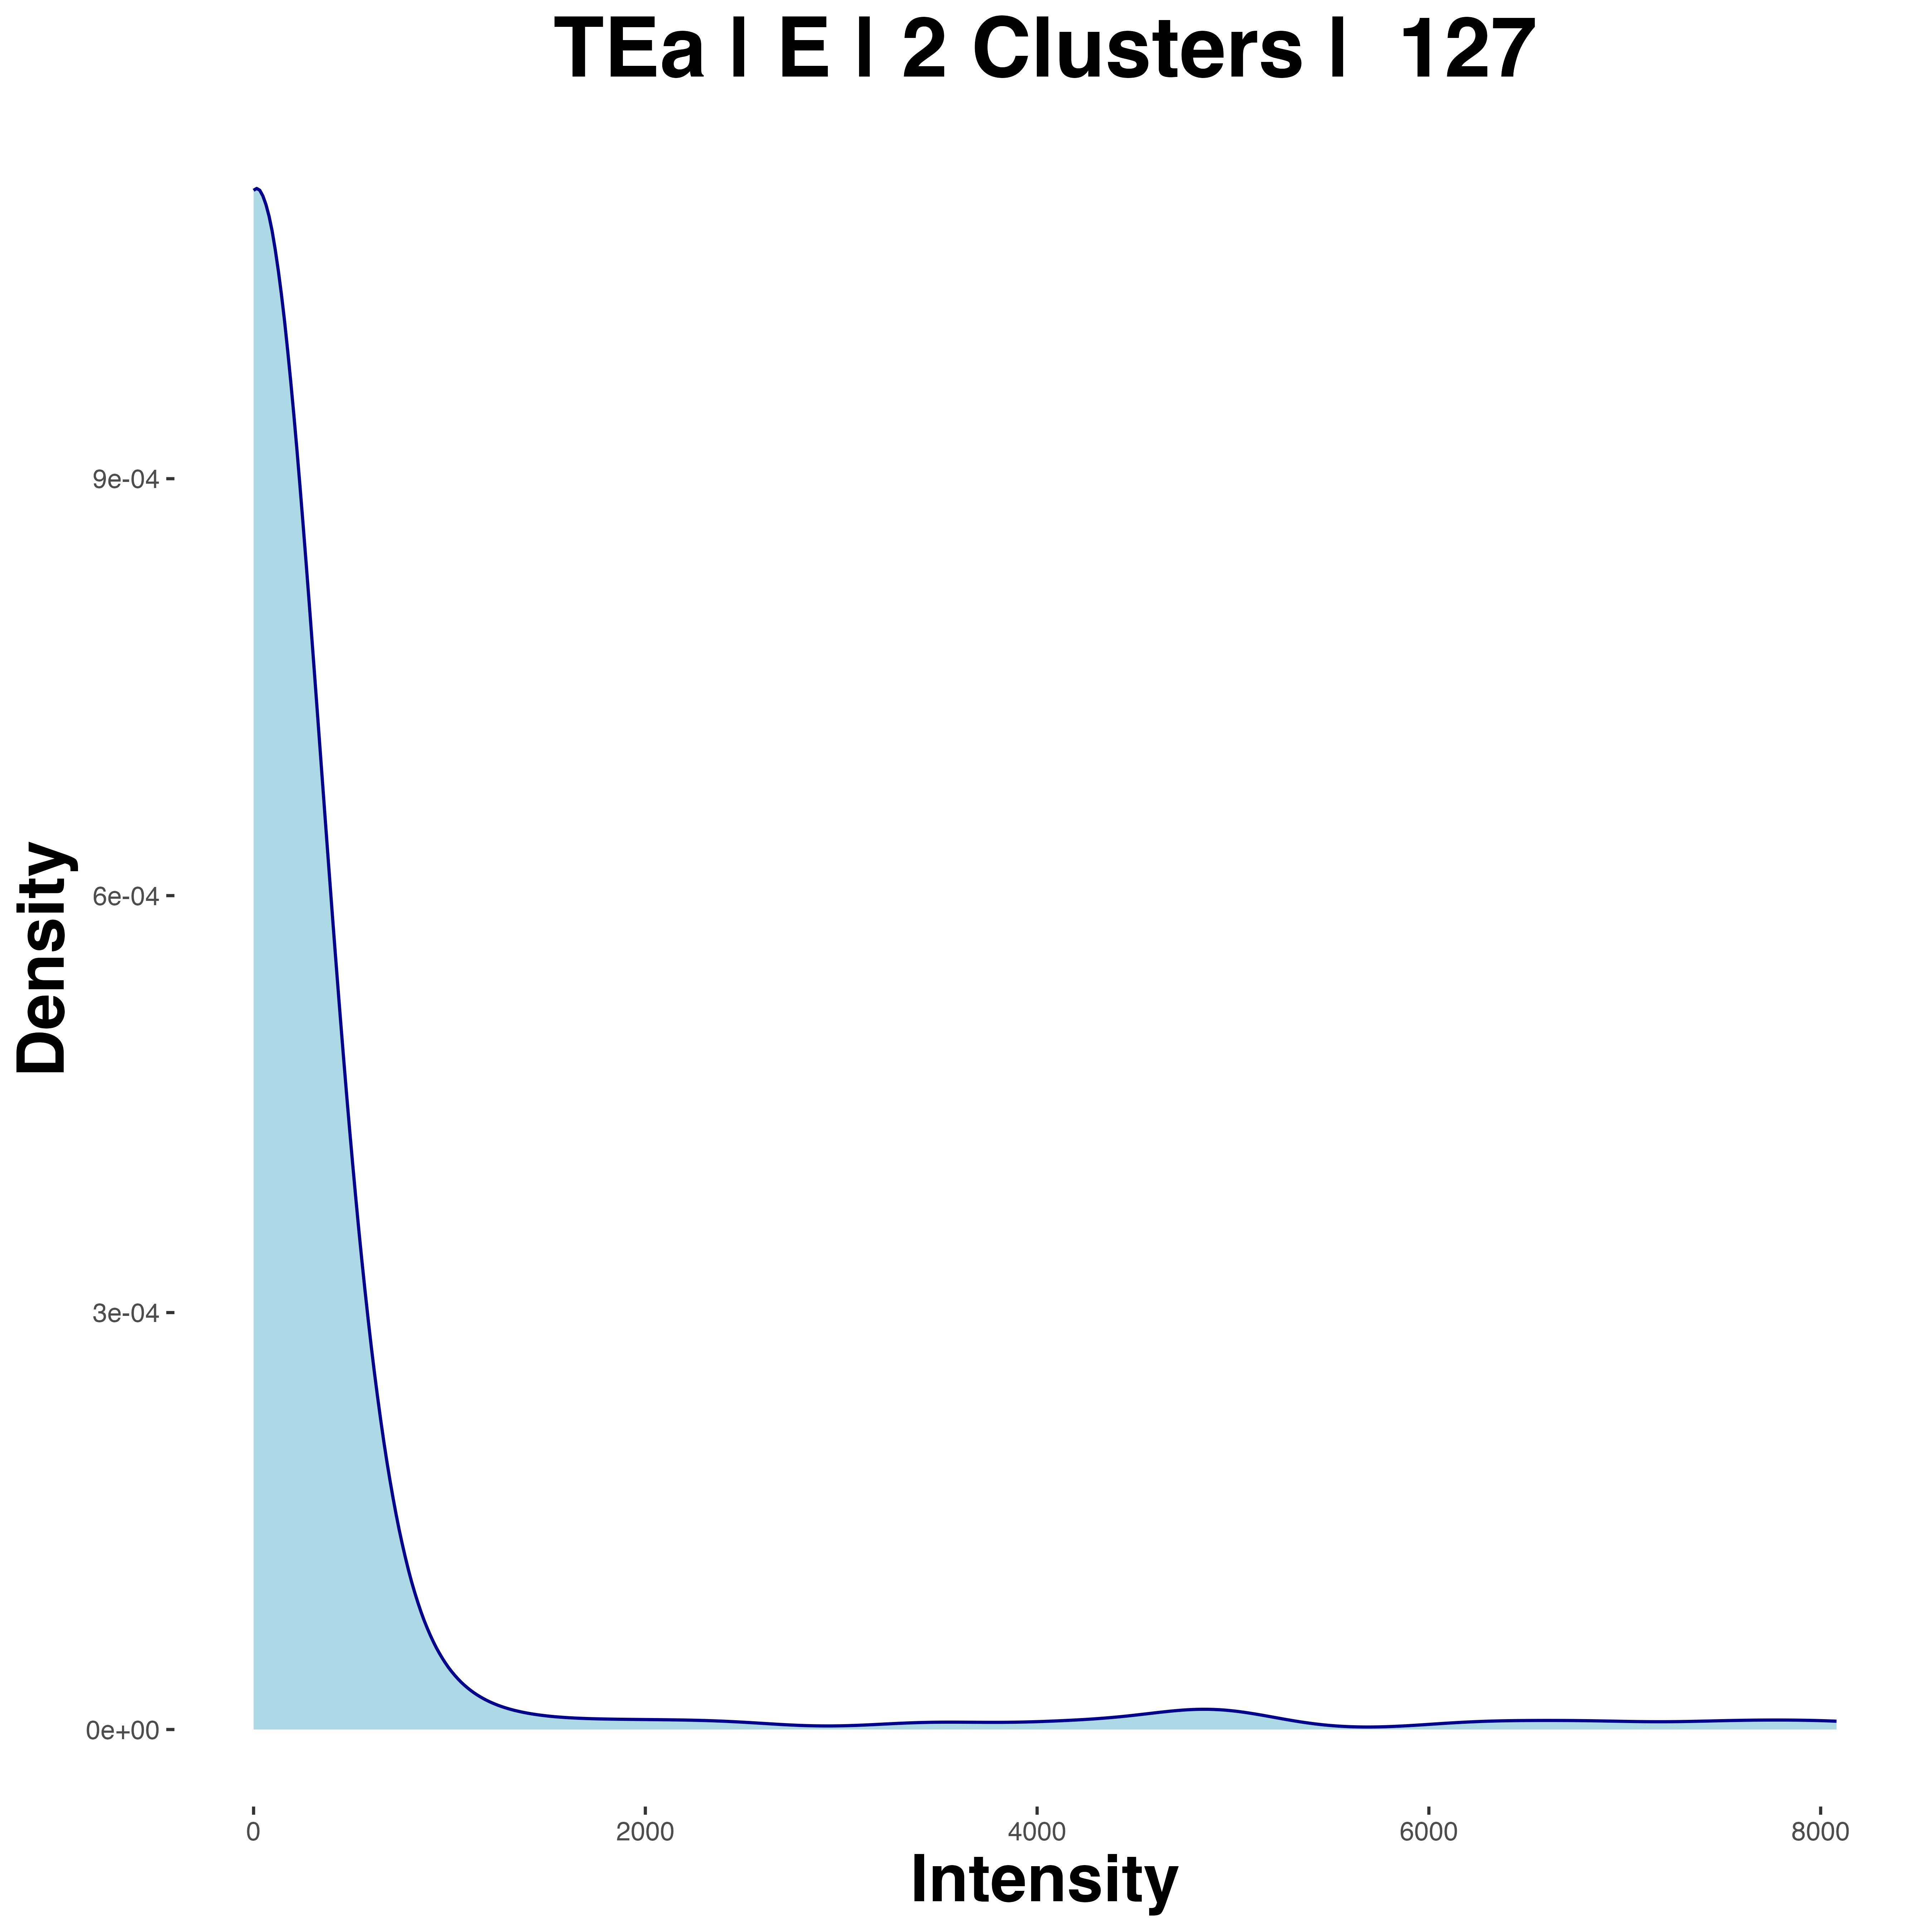 TEa | E | 2 Clusters | 127
Density
9e-04
6e-04
3e-04
0e+00
0 2000 4000 6000 8000
Intensity